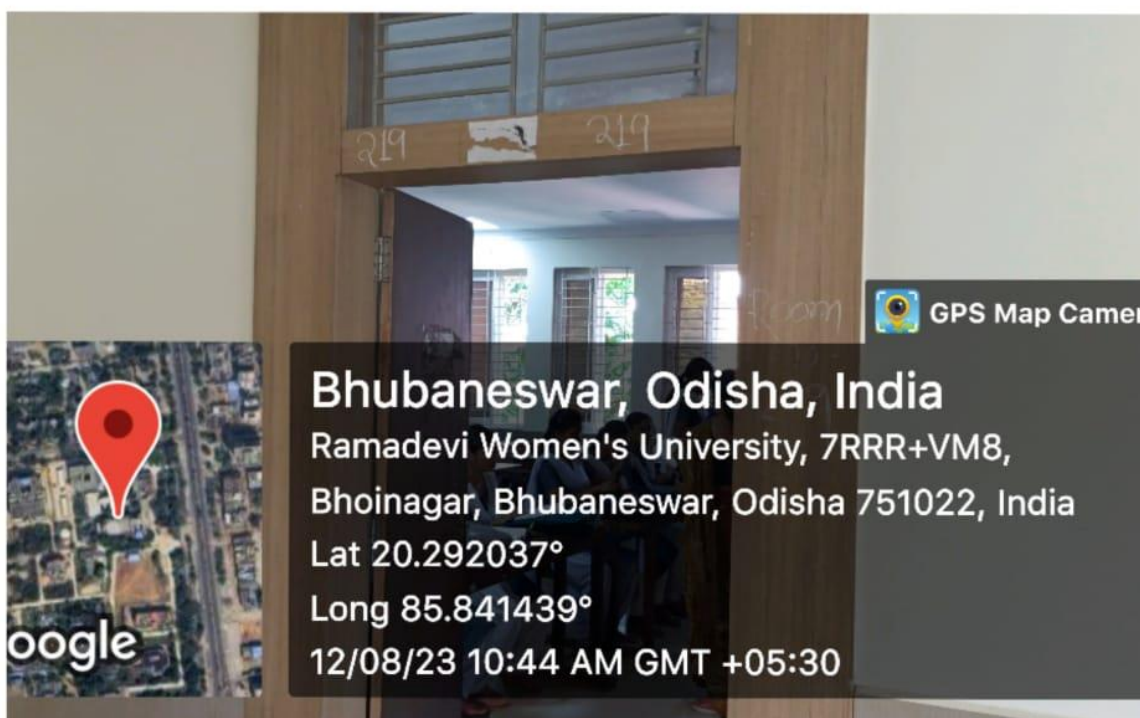 219 219
Room
GPS Map Camer
Bhubaneswar, Odisha, India
Ramadevi Women's University, 7RRR+VM8,
Bhoinagar, Bhubaneswar, Odisha 751022, India
Lat 20.292037°
Long 85.841439°
12/08/23 10:44 AM GMT +05:30
oogle